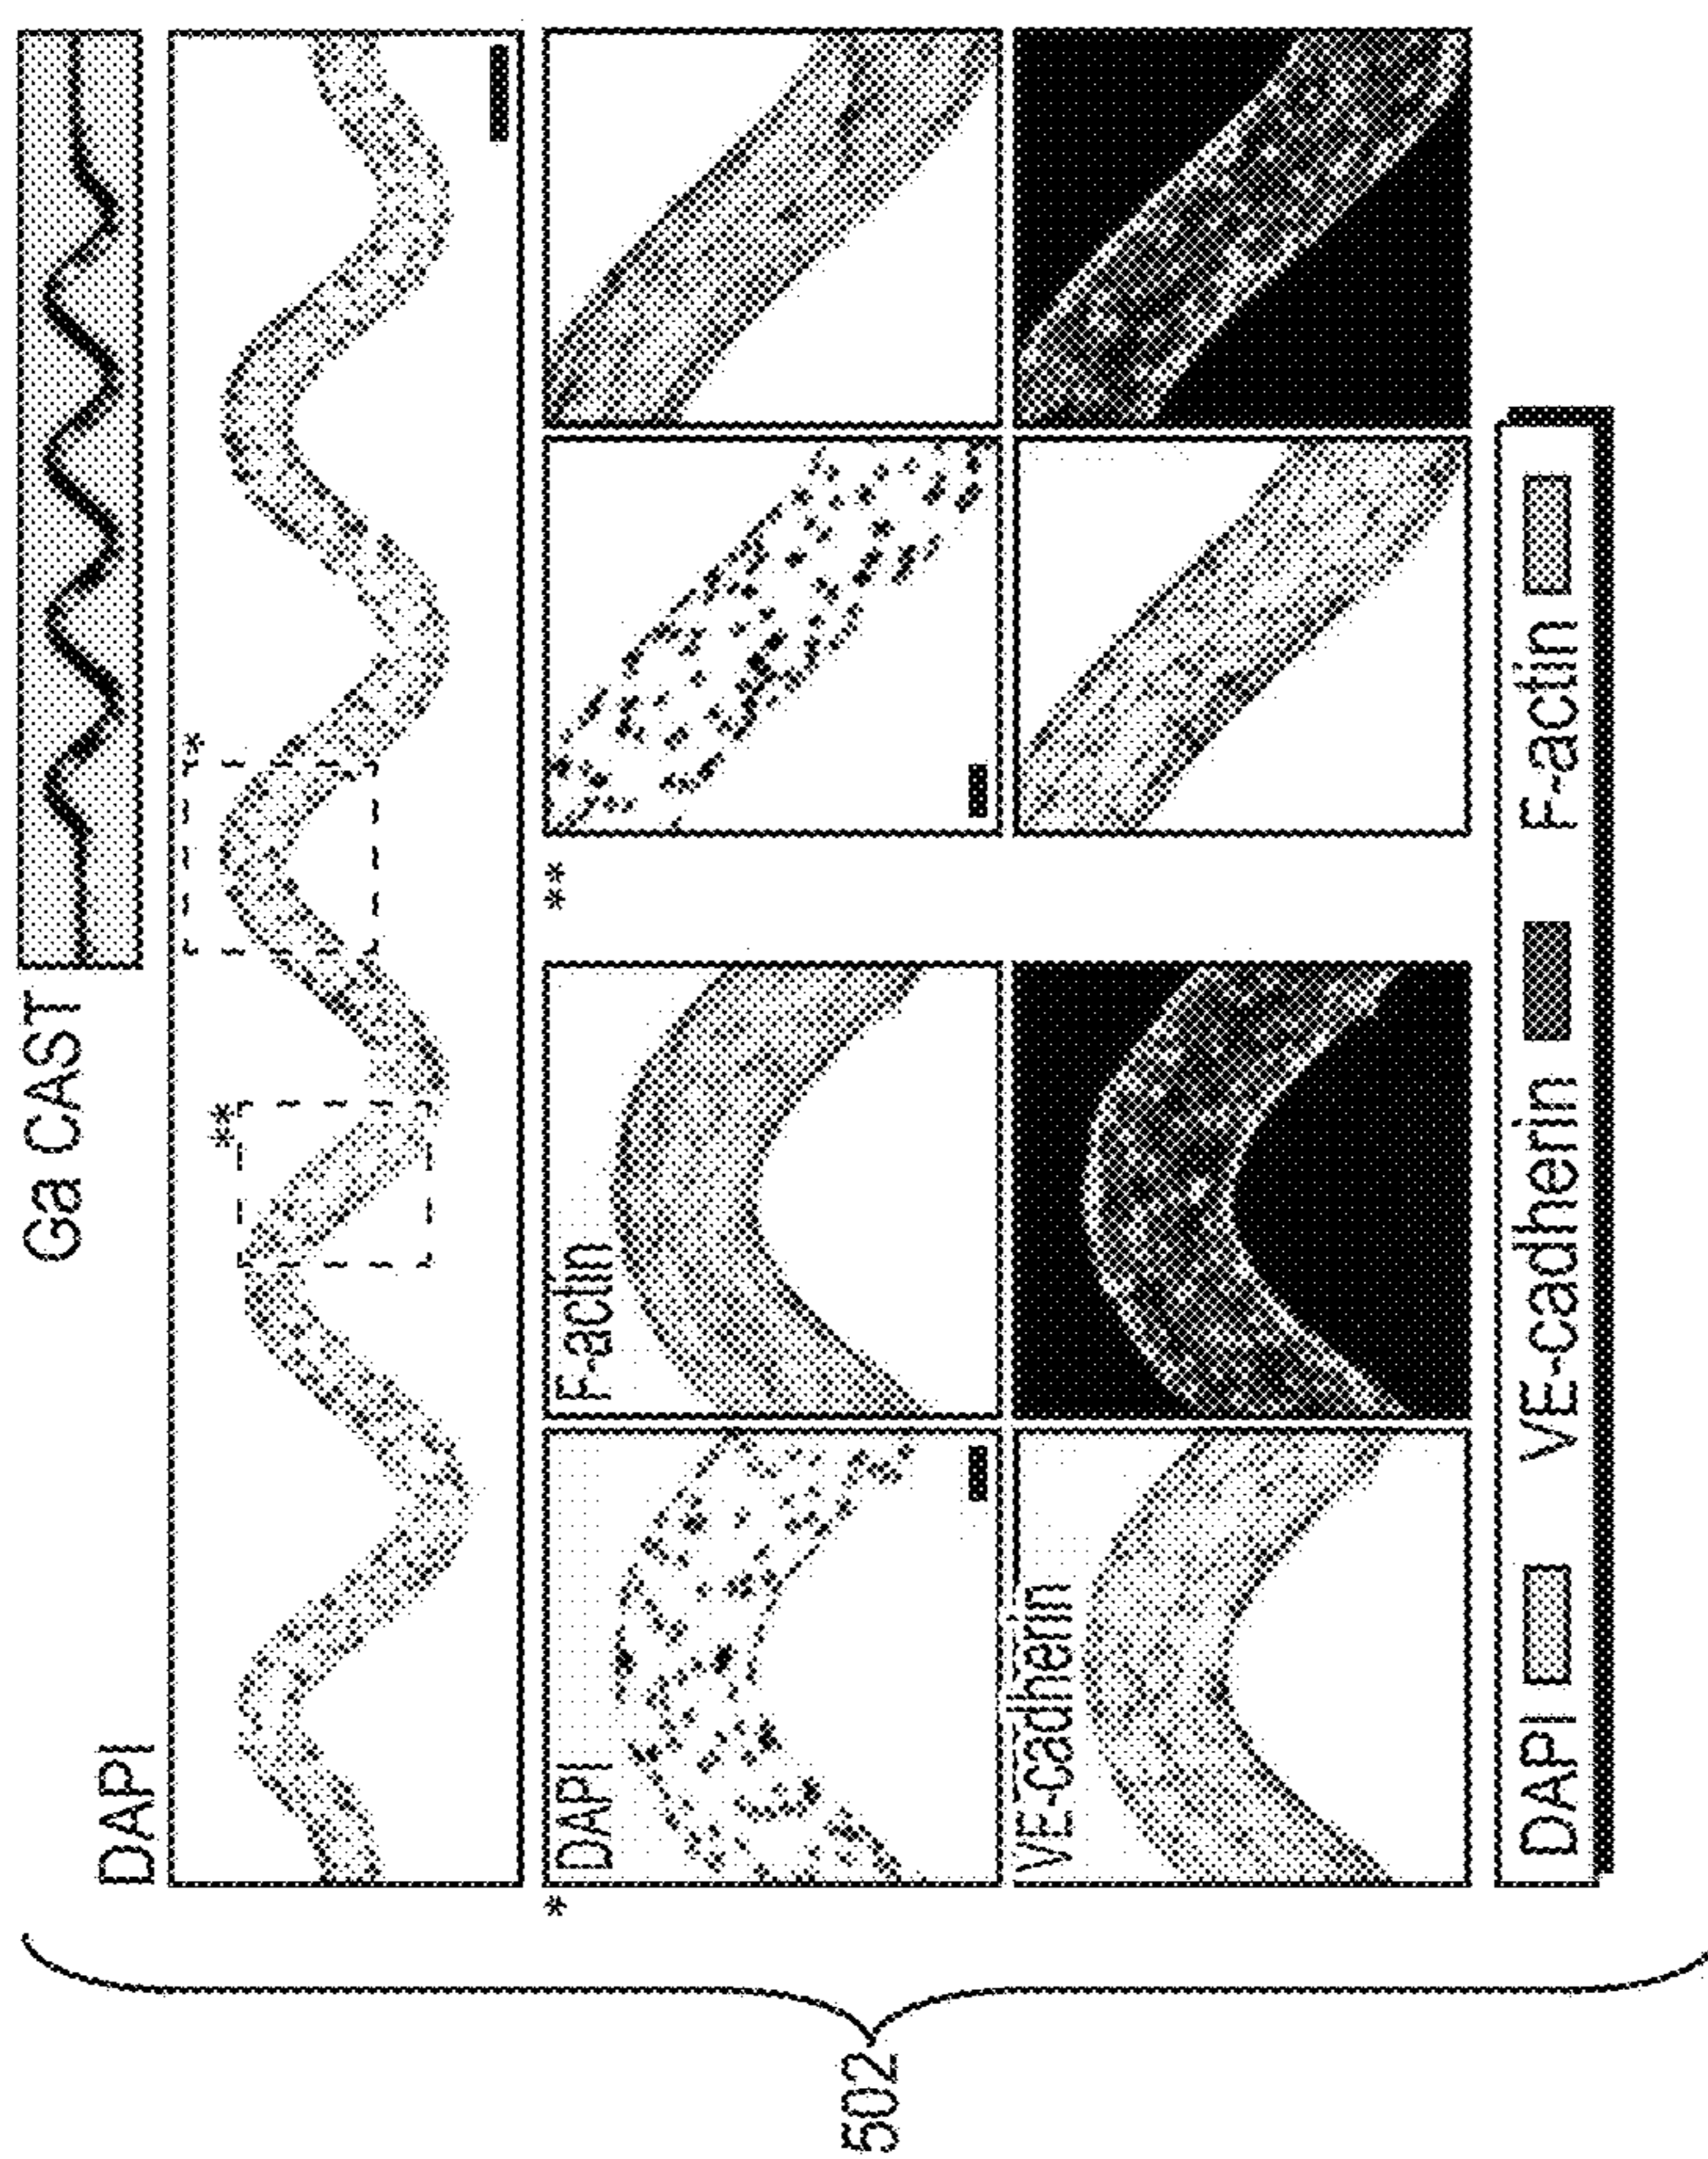 Ga CAST
DAPI
*
**
*
DAPI
F-actin
**
VE-cadherin
DAPI VE-cadherin F-actin
502